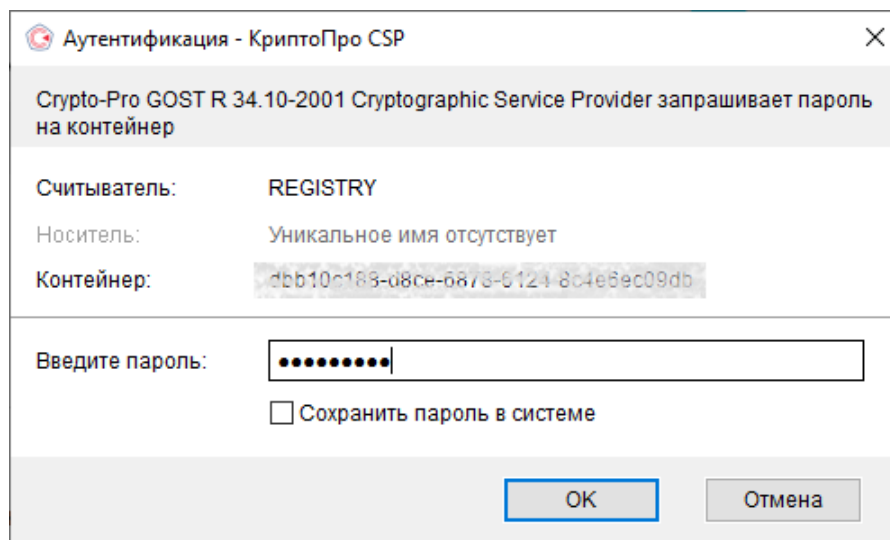 Аутентификация - КриптоПро CSP
Crypto-Pro GOST R 34.10-2001 Cryptographic Service Provider запрашивает пароль
на контейнер
Считыватель: REGISTRY
Носитель: Уникальное имя отсутствует
Контейнер:
Введите пароль: •••••••••
Сохранить пароль в системе
OK Отмена